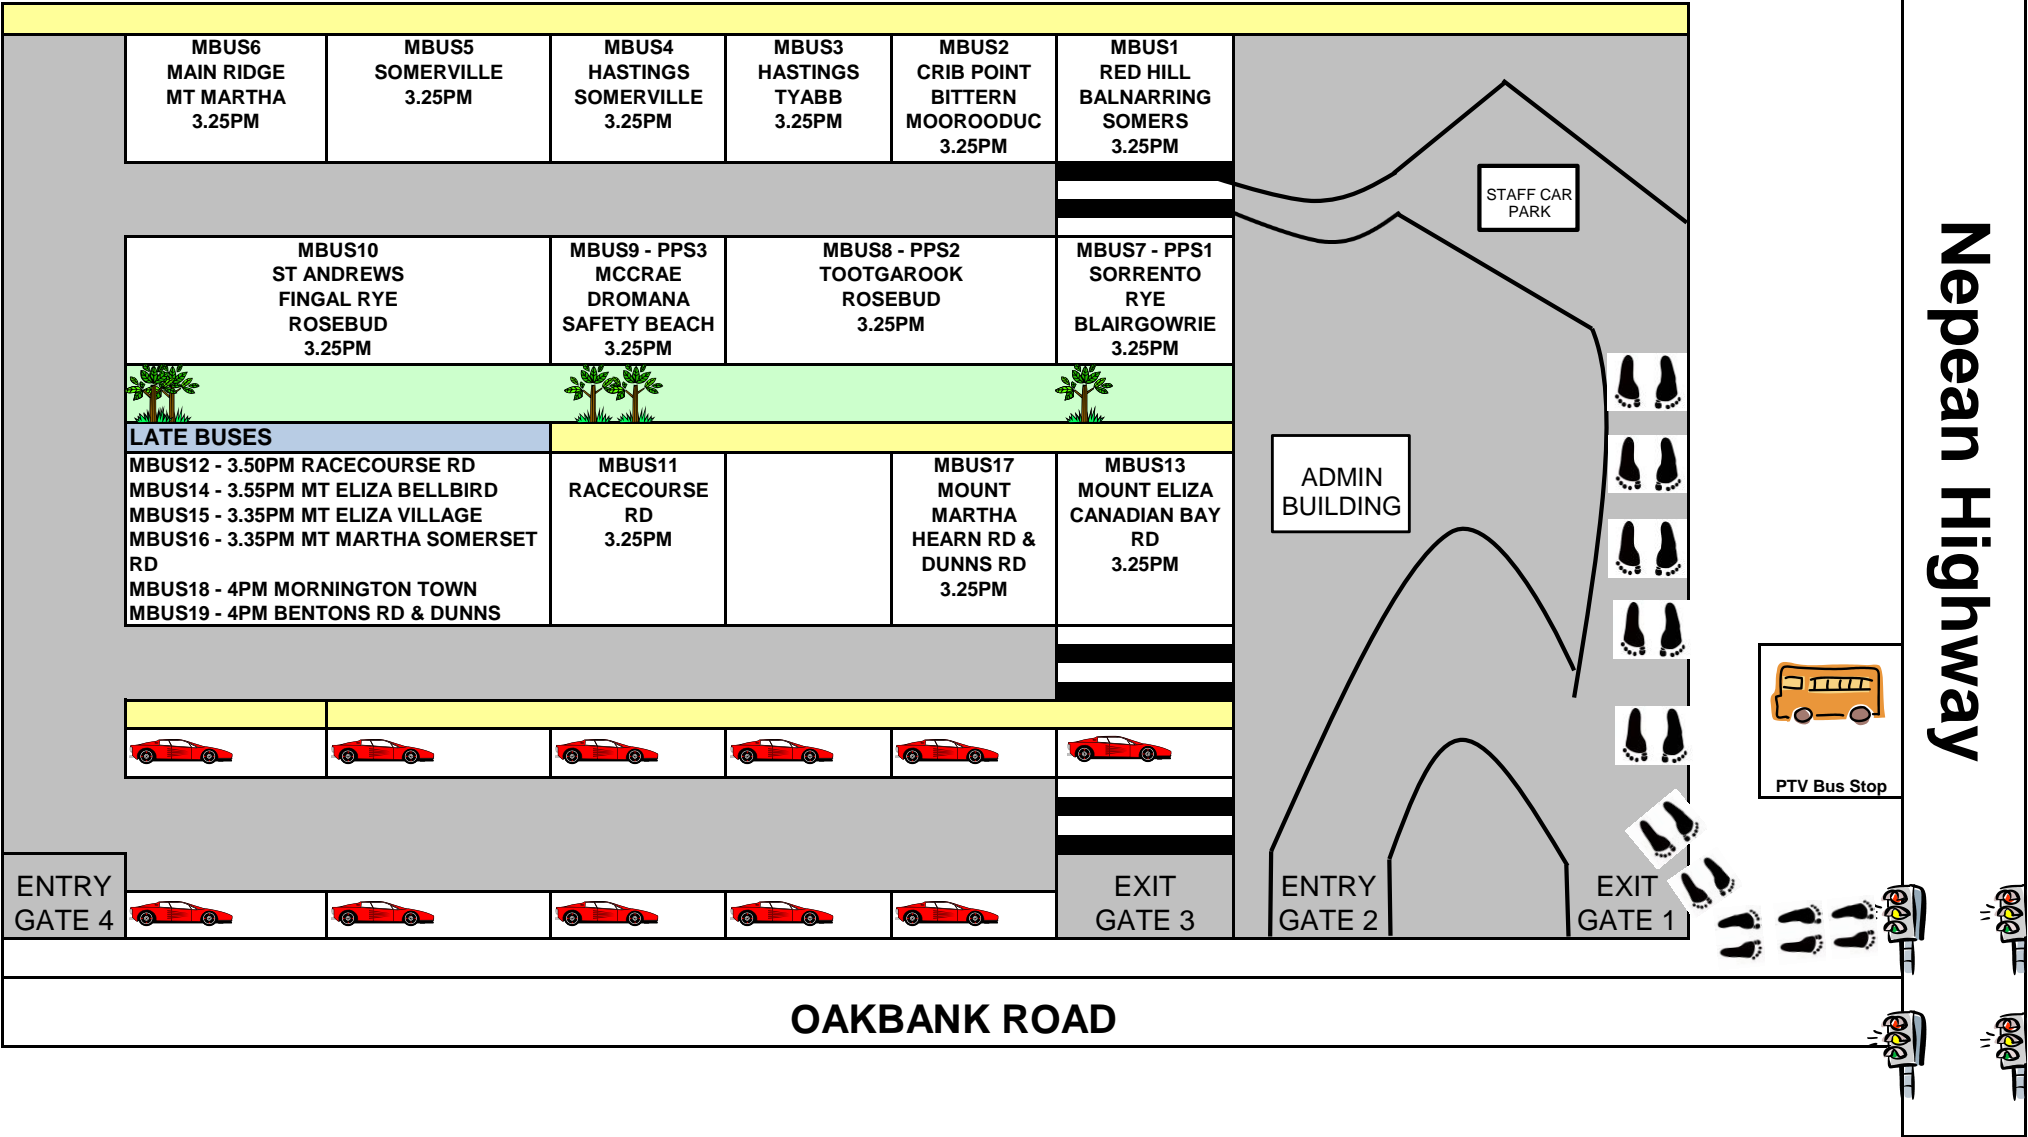 MBUS6
MAIN RIDGE
MT MARTHA
3.25PM
MBUS5
SOMERVILLE
3.25PM
MBUS4
HASTINGS
SOMERVILLE
3.25PM
MBUS3
HASTINGS
TYABB
3.25PM
MBUS2
CRIB POINT
BITTERN
MOOROODUC
3.25PM
MBUS1
RED HILL
BALNARRING
SOMERS
3.25PM
STAFF CAR
PARK
MBUS10
ST ANDREWS
FINGAL RYE
ROSEBUD
3.25PM
MBUS9 - PPS3
MCCRAE
DROMANA
SAFETY BEACH
3.25PM
MBUS8 - PPS2
TOOTGAROOK
ROSEBUD
3.25PM
MBUS7 - PPS1
SORRENTO
RYE
BLAIRGOWRIE
3.25PM
LATE BUSES
MBUS12 - 3.50PM RACECOURSE RD
MBUS14 - 3.55PM MT ELIZA BELLBIRD
MBUS15 - 3.35PM MT ELIZA VILLAGE
MBUS16 - 3.35PM MT MARTHA SOMERSET
RD
MBUS18 - 4PM MORNINGTON TOWN
MBUS19 - 4PM BENTONS RD & DUNNS
MBUS11
RACECOURSE
RD
3.25PM
MBUS17
MOUNT
MARTHA
HEARN RD &
DUNNS RD
3.25PM
MBUS13
MOUNT ELIZA
CANADIAN BAY
RD
3.25PM
ADMIN
BUILDING
Nepean Highway
PTV Bus Stop
ENTRY
GATE 4
EXIT
GATE 3
ENTRY
GATE 2
EXIT
GATE 1
OAKBANK ROAD